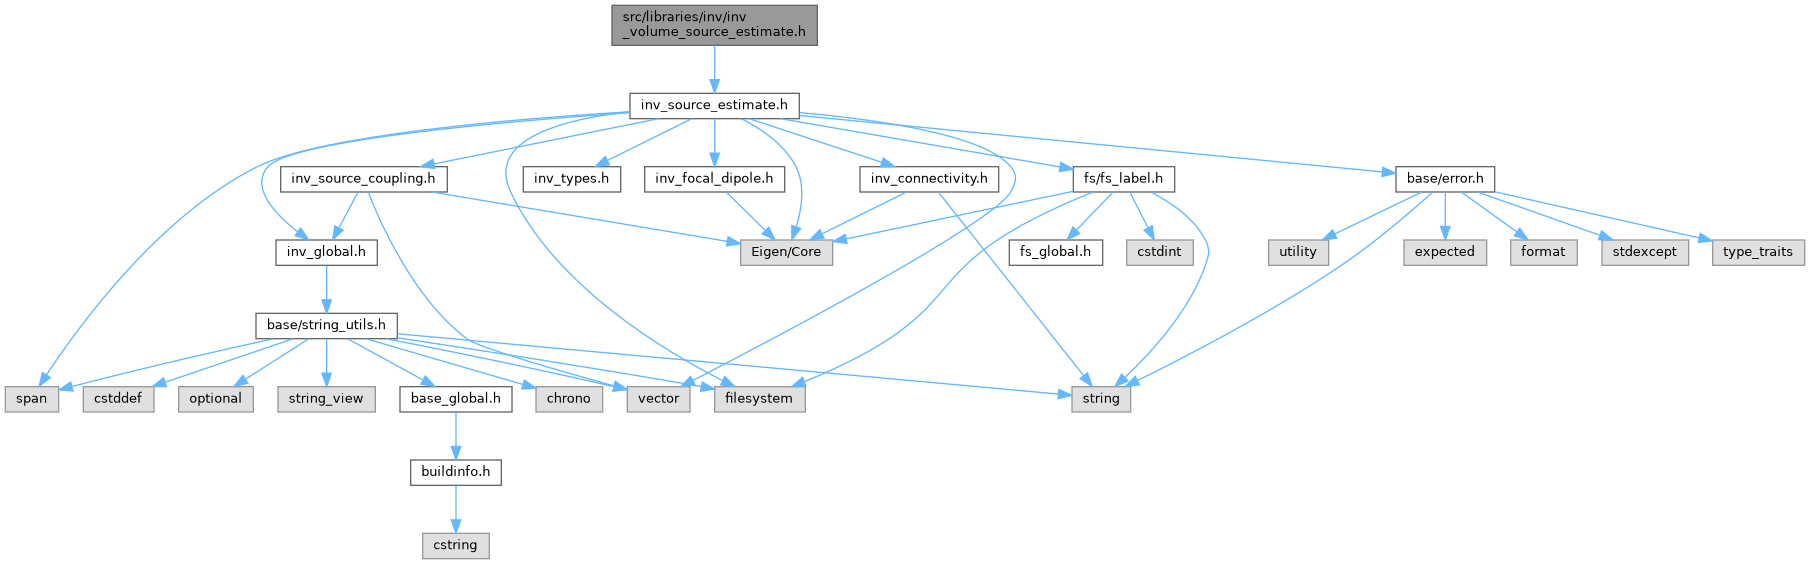 src/libraries/inv/inv
_volume_source_estimate.h
inv_source_estimate.h
inv_source_coupling.h
inv_types.h
inv_focal_dipole.h
inv_connectivity.h
fs/fs_label.h
base/error.h
inv_global.h
Eigen/Core
fs_global.h
cstdint
utility
expected
format
stdexcept
type_traits
base/string_utils.h
span
cstddef
optional
string_view
base_global.h
chrono
vector
filesystem
string
buildinfo.h
cstring